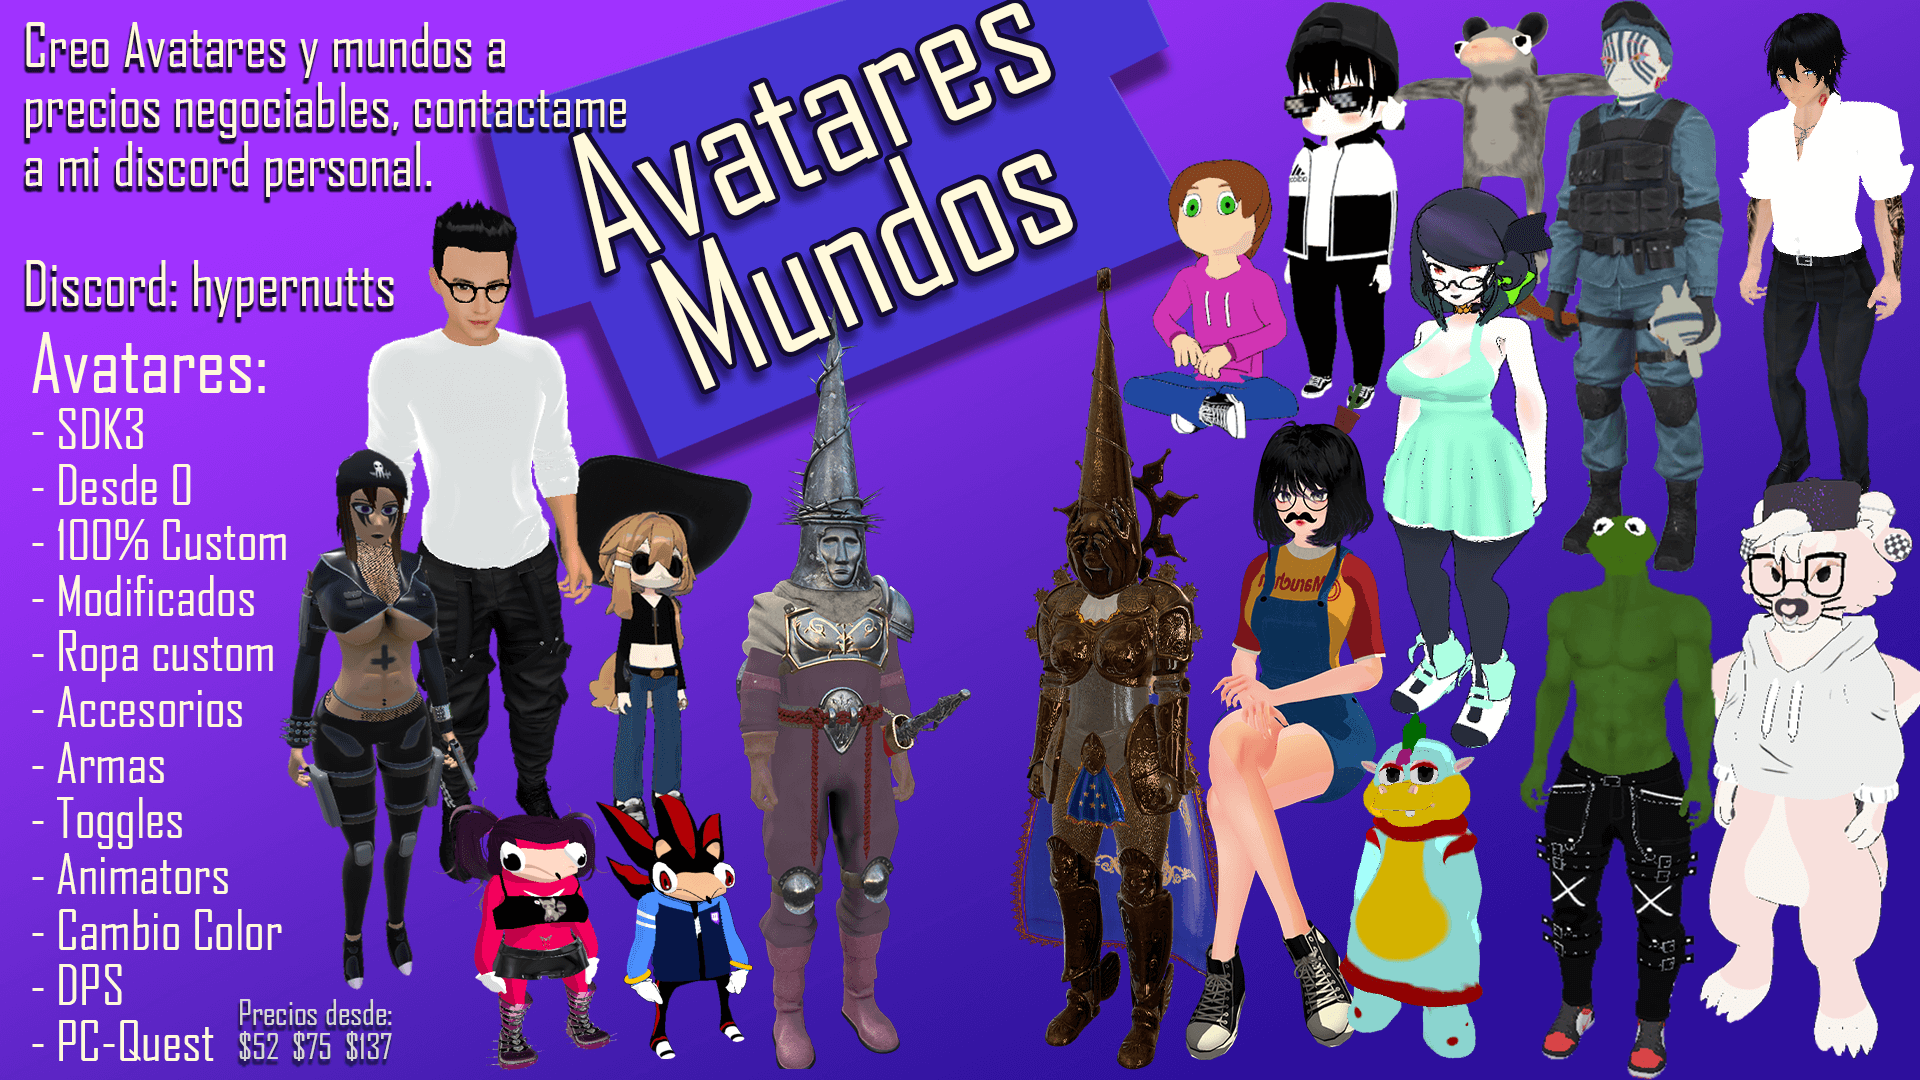 Creo Avatares y mundos a
precios negociables, contactame
a mi discord personal.
Discord: hypernutts
Avatares
Mundos
Avatares:
- SDK3
- Desde 0
- 100% Custom
- Modificados
- Ropa custom
- Accesorios
- Armas
- Toggles
- Animators
- Cambio Color
- DPS
- PC-Quest
Precios desde:
$52 $75 $137
Maruchan